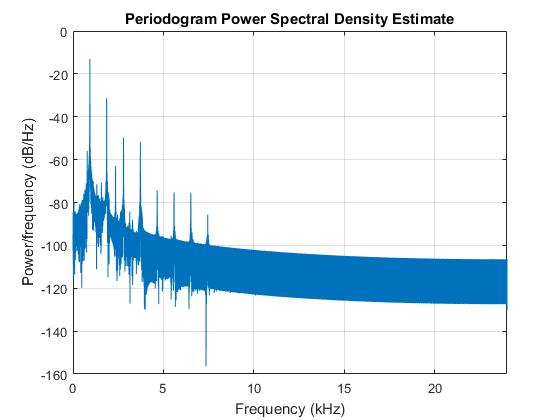 Periodogram Power Spectral Density Estimate
Power/frequency (dB/Hz)
0
-20
-40
-60
-80
-100
-120
-140
-160
0 5 10 15 20
Frequency (kHz)